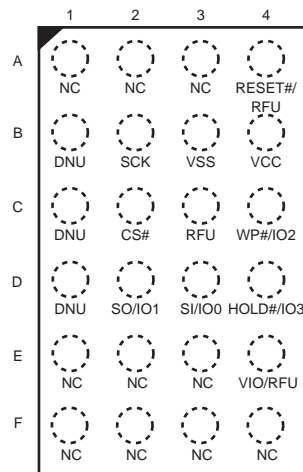 1 2 3 4
A
NC NC NC RESET#/
RFU
B
DNU SCK VSS VCC
C
DNU CS# RFU WP#/IO2
D
DNU SO/IO1 SI/IO0 HOLD#/IO3
E
NC NC NC VIO/RFU
F
NC NC NC NC